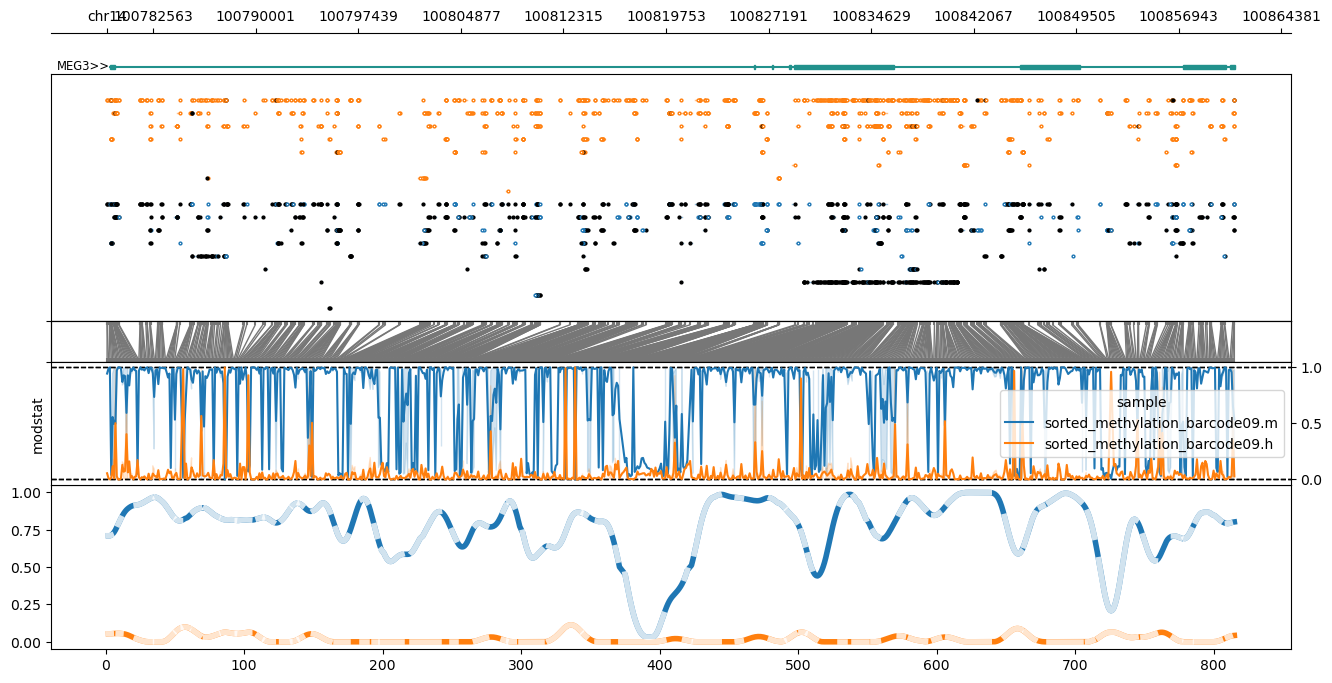 chr14 100782563 100790001 100797439 100804877 100812315 100819753 100827191 100834629 100842067 100849505 100856943 100864381
MEG3>>
modstat
1.0
0.5
0.0
sample
sorted_methylation_barcode09.m
sorted_methylation_barcode09.h
1.00
0.75
0.50
0.25
0.00
0 100 200 300 400 500 600 700 800